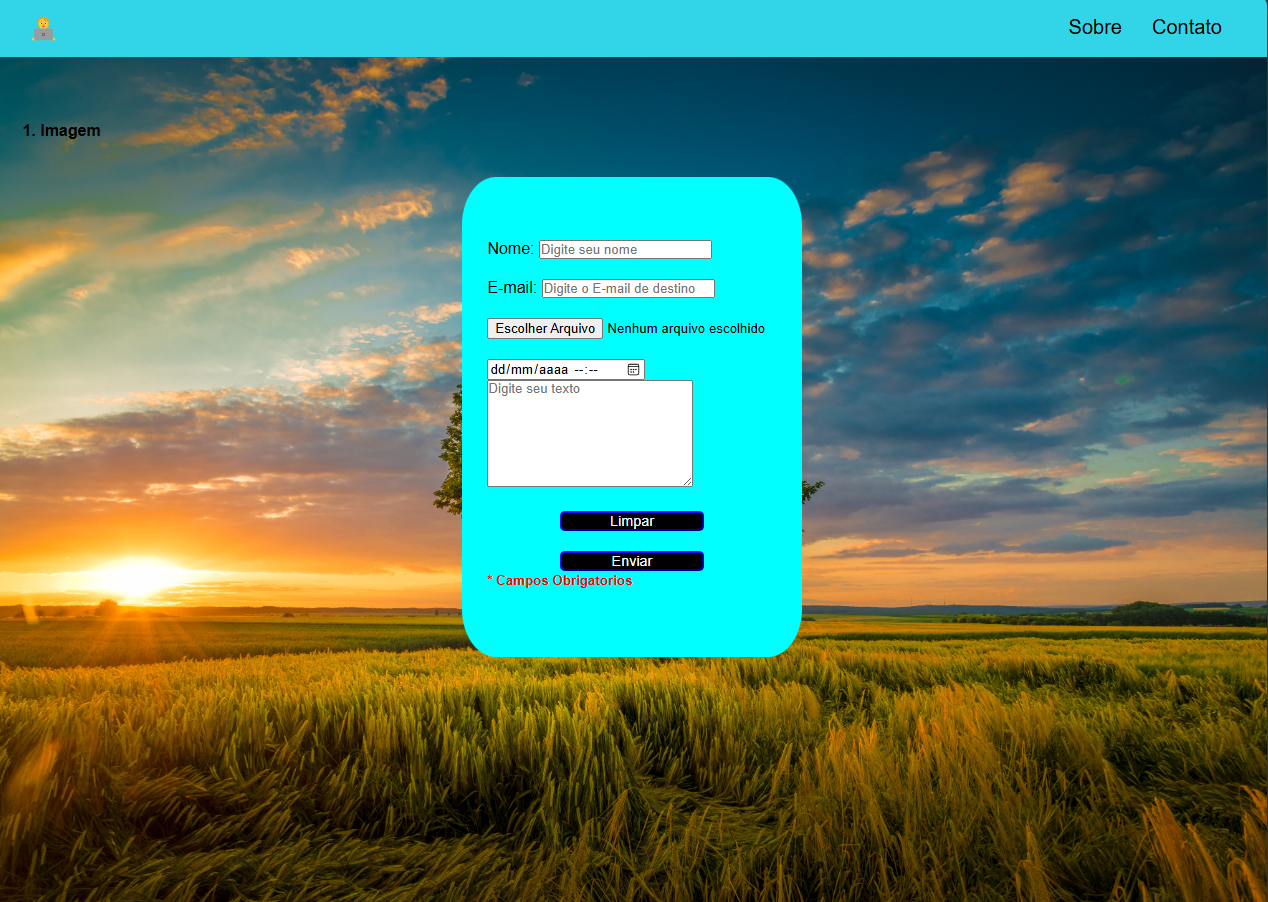 Sobre Contato
1. Imagem
Nome: Digite seu nome
E-mail: Digite o E-mail de destino
Escolher Arquivo Nenhum arquivo escolhido
dd/mm/aaaa --:--
Digite seu texto
Limpar
Enviar
* Campos Obrigatorios